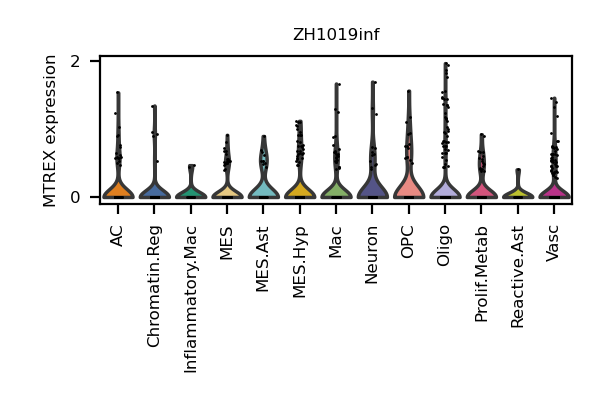 ZH1019inf
MTREX expression
2
0
AC
Chromatin.Reg
Inflammatory.Mac
MES
MES.Ast
MES.Hyp
Mac
Neuron
OPC
Oligo
Prolif.Metab
Reactive.Ast
Vasc